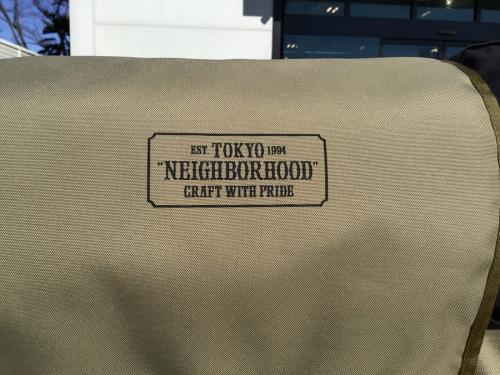 EST. TOKYO 1994
"NEIGHBORHOOD"
CRAFT WITH PRIDE